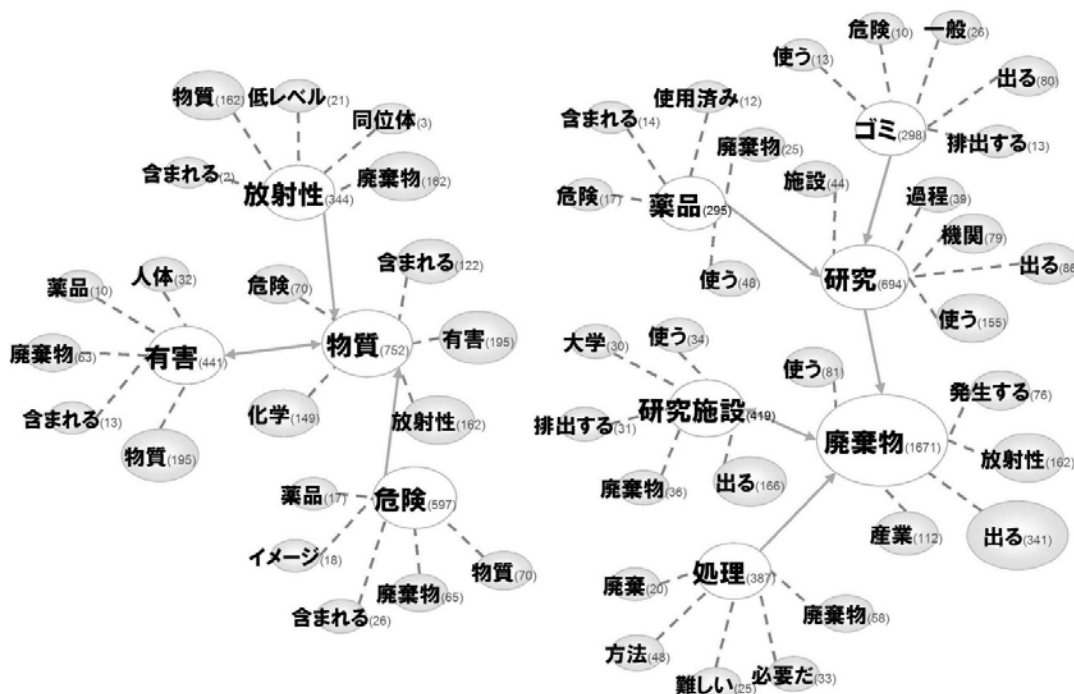 物質(162)
低レベル(21)
同位体(3)
含まれる(2)
放射性(344)
廃棄物(162)
薬品(10)
人体(32)
廃棄物(63)
有害(441)
含まれる(13)
物質(195)
危険(70)
含まれる(122)
物質(752)
有害(195)
化学(149)
放射性(162)
薬品(17)
危険(597)
イメージ(18)
物質(70)
含まれる(26)
廃棄物(65)
使う(13)
危険(10)
一般(26)
出る(80)
ゴミ(298)
排出する(13)
含まれる(14)
使用済み(12)
廃棄物(25)
危険(17)
薬品(295)
使う(48)
施設(44)
過程(39)
機関(79)
研究(694)
出る(86)
使う(155)
大学(30)
使う(34)
排出する(31)
研究施設(419)
廃棄物(36)
出る(166)
使う(81)
発生する(76)
廃棄物(1671)
放射性(162)
産業(112)
出る(341)
処理(387)
廃棄(20)
廃棄物(58)
方法(48)
難しい(25)
必要だ(33)